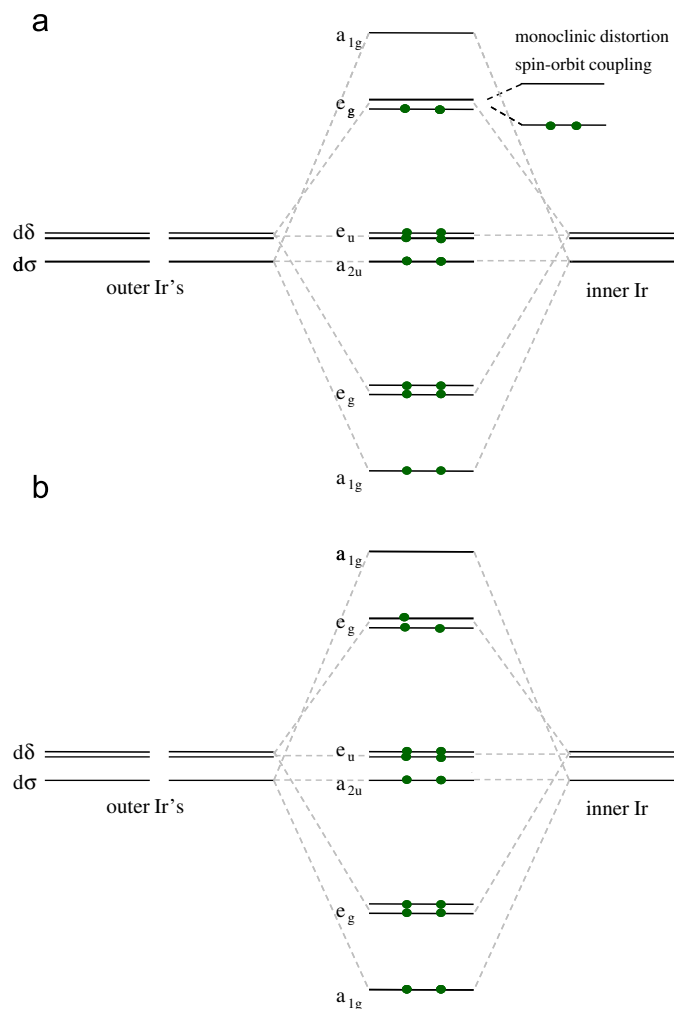 a
a1g
monoclinic distortion
spin-orbit coupling
eg
dδ
eu
dσ
a2u
outer Ir's
inner Ir
eg
a1g
b
a1g
eg
dδ
eu
dσ
a2u
outer Ir's
inner Ir
eg
a1g